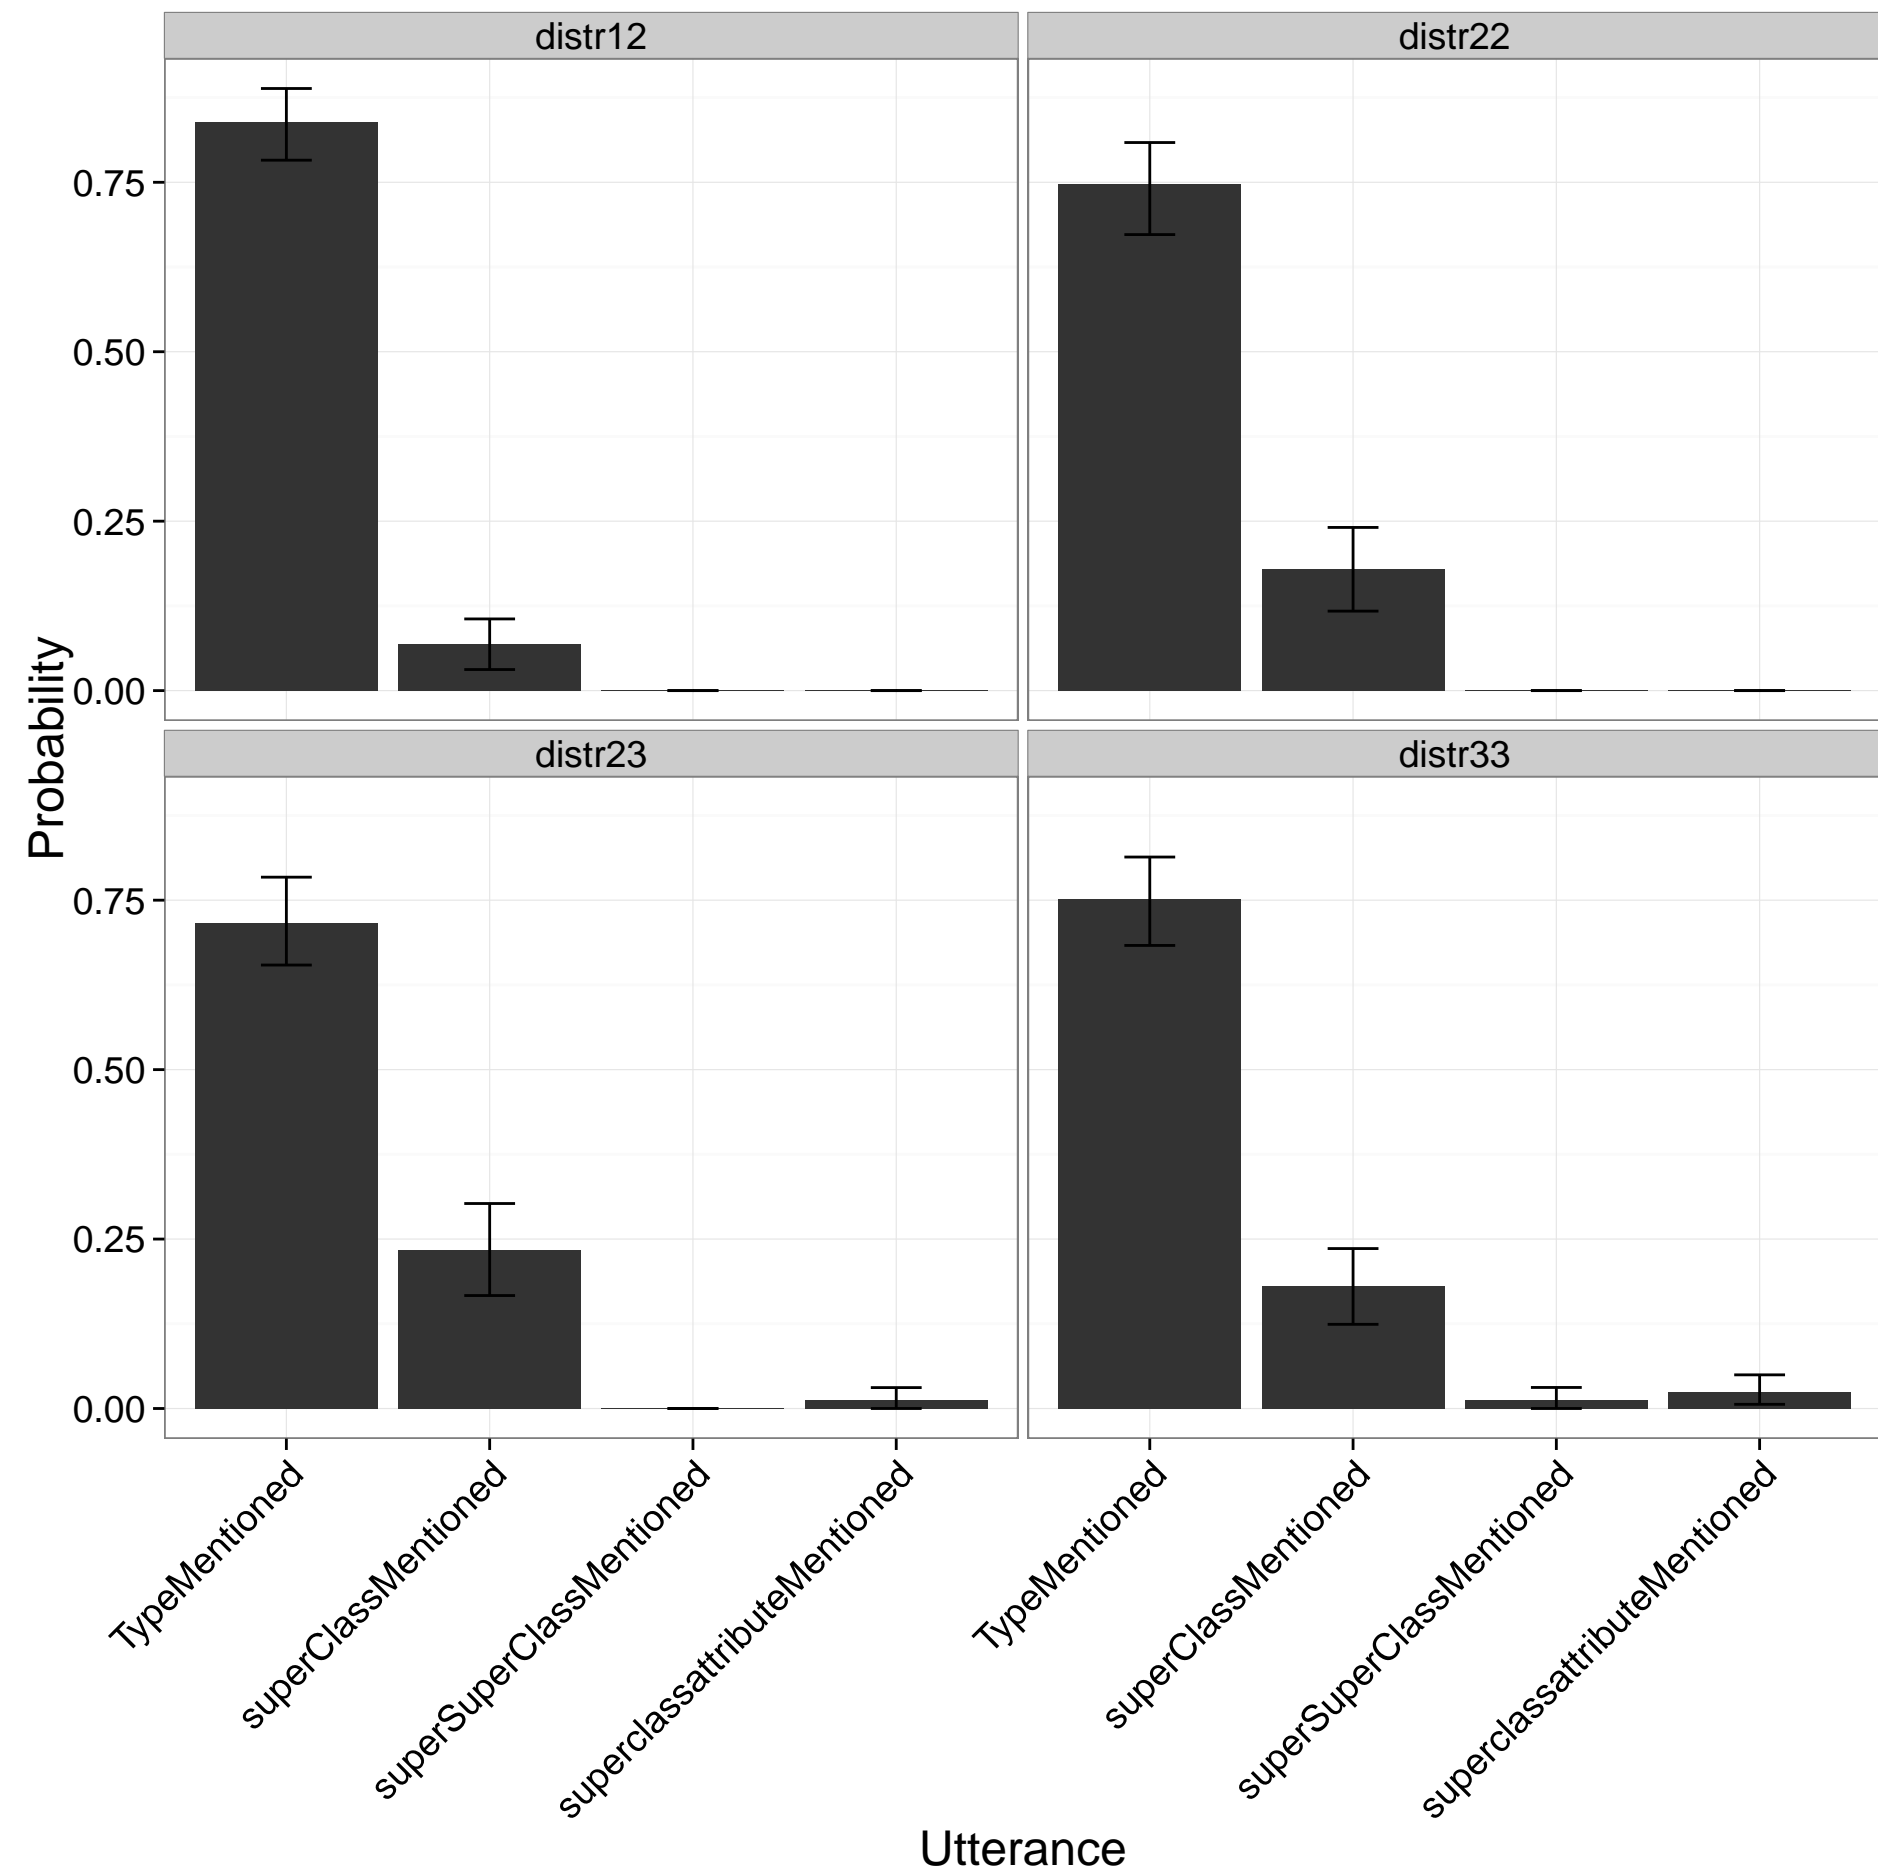 distr12
distr22
0.75
0.50
0.25
0.00
distr23
distr33
0.75
0.50
0.25
0.00
Probability
TypeMentioned
superClassMentioned
superSuperClassMentioned
superclassattributeMentioned
TypeMentioned
superClassMentioned
superSuperClassMentioned
superclassattributeMentioned
Utterance